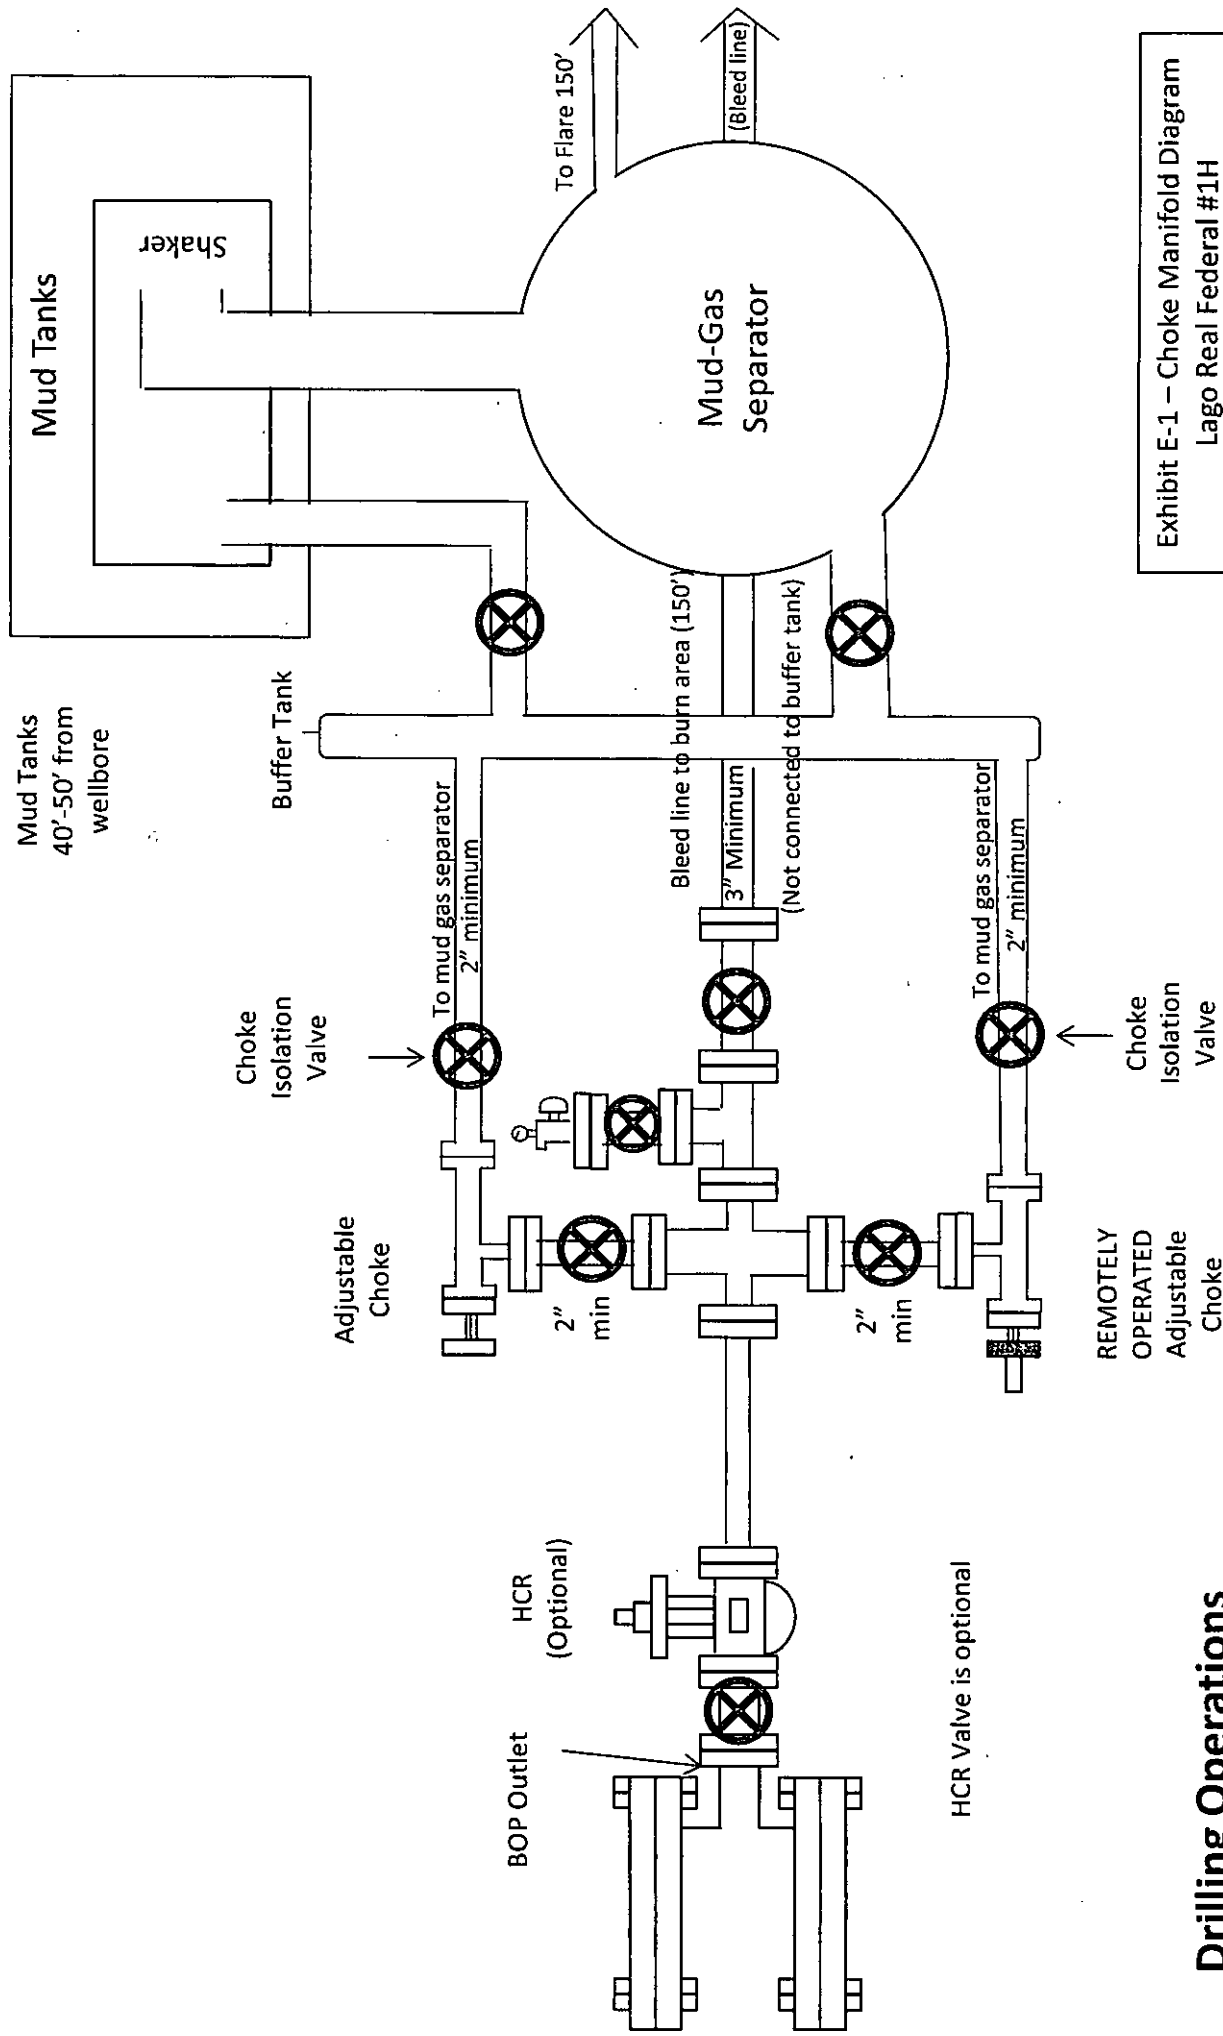 Mud Tanks
40'-50' from
wellbore
Mud Tanks
Shaker
Buffer Tank
To Flare 150'
(Bleed line)
Mud-Gas
Separator
Choke
Isolation
Valve
To mud gas separator
2" minimum
Bleed line to burn area (150')
3" Minimum
(Not connected to buffer tank)
To mud gas separator
2" minimum
Choke
Isolation
Valve
Adjustable
Choke
2"
min
2"
min
REMOTELY
OPERATED
Adjustable
Choke
HCR
(Optional)
BOP Outlet
HCR Valve is optional
Drilling Operations
Exhibit E-1 – Choke Manifold Diagram
Lago Real Federal #1H